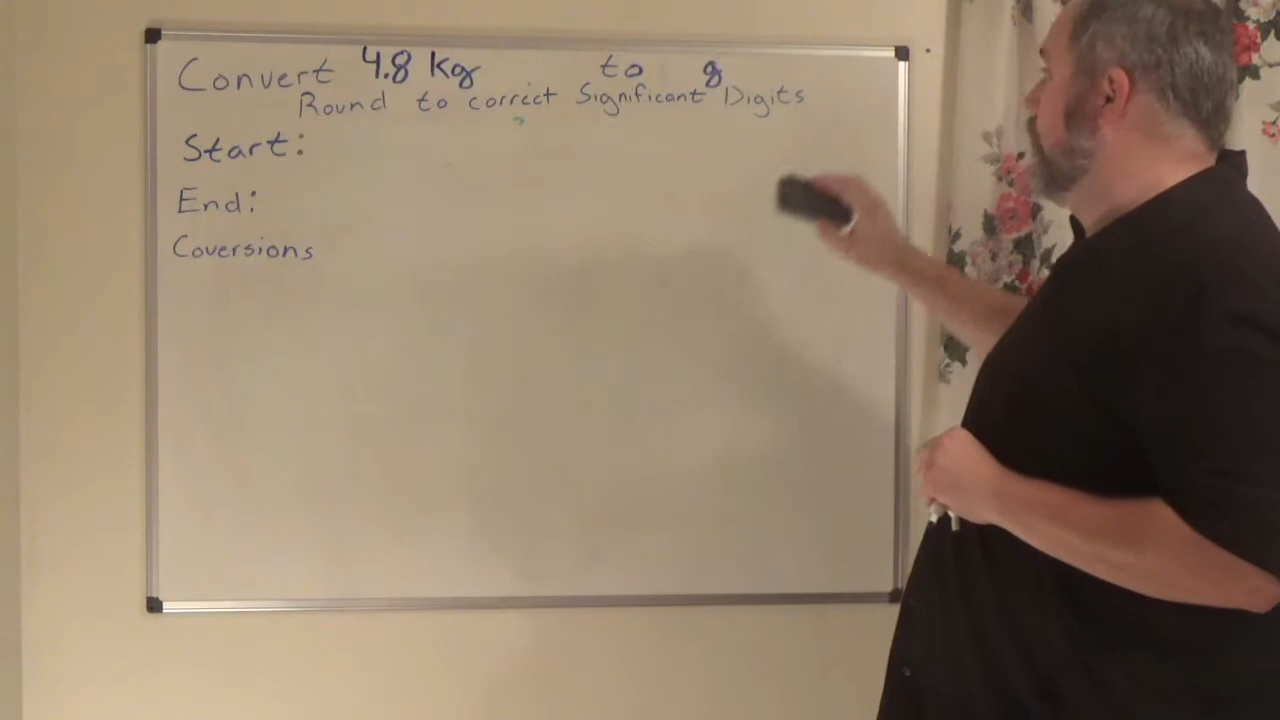 Convert 4.8 Kg to g
Round to correct Significant Digits
Start:
End:
Coversions